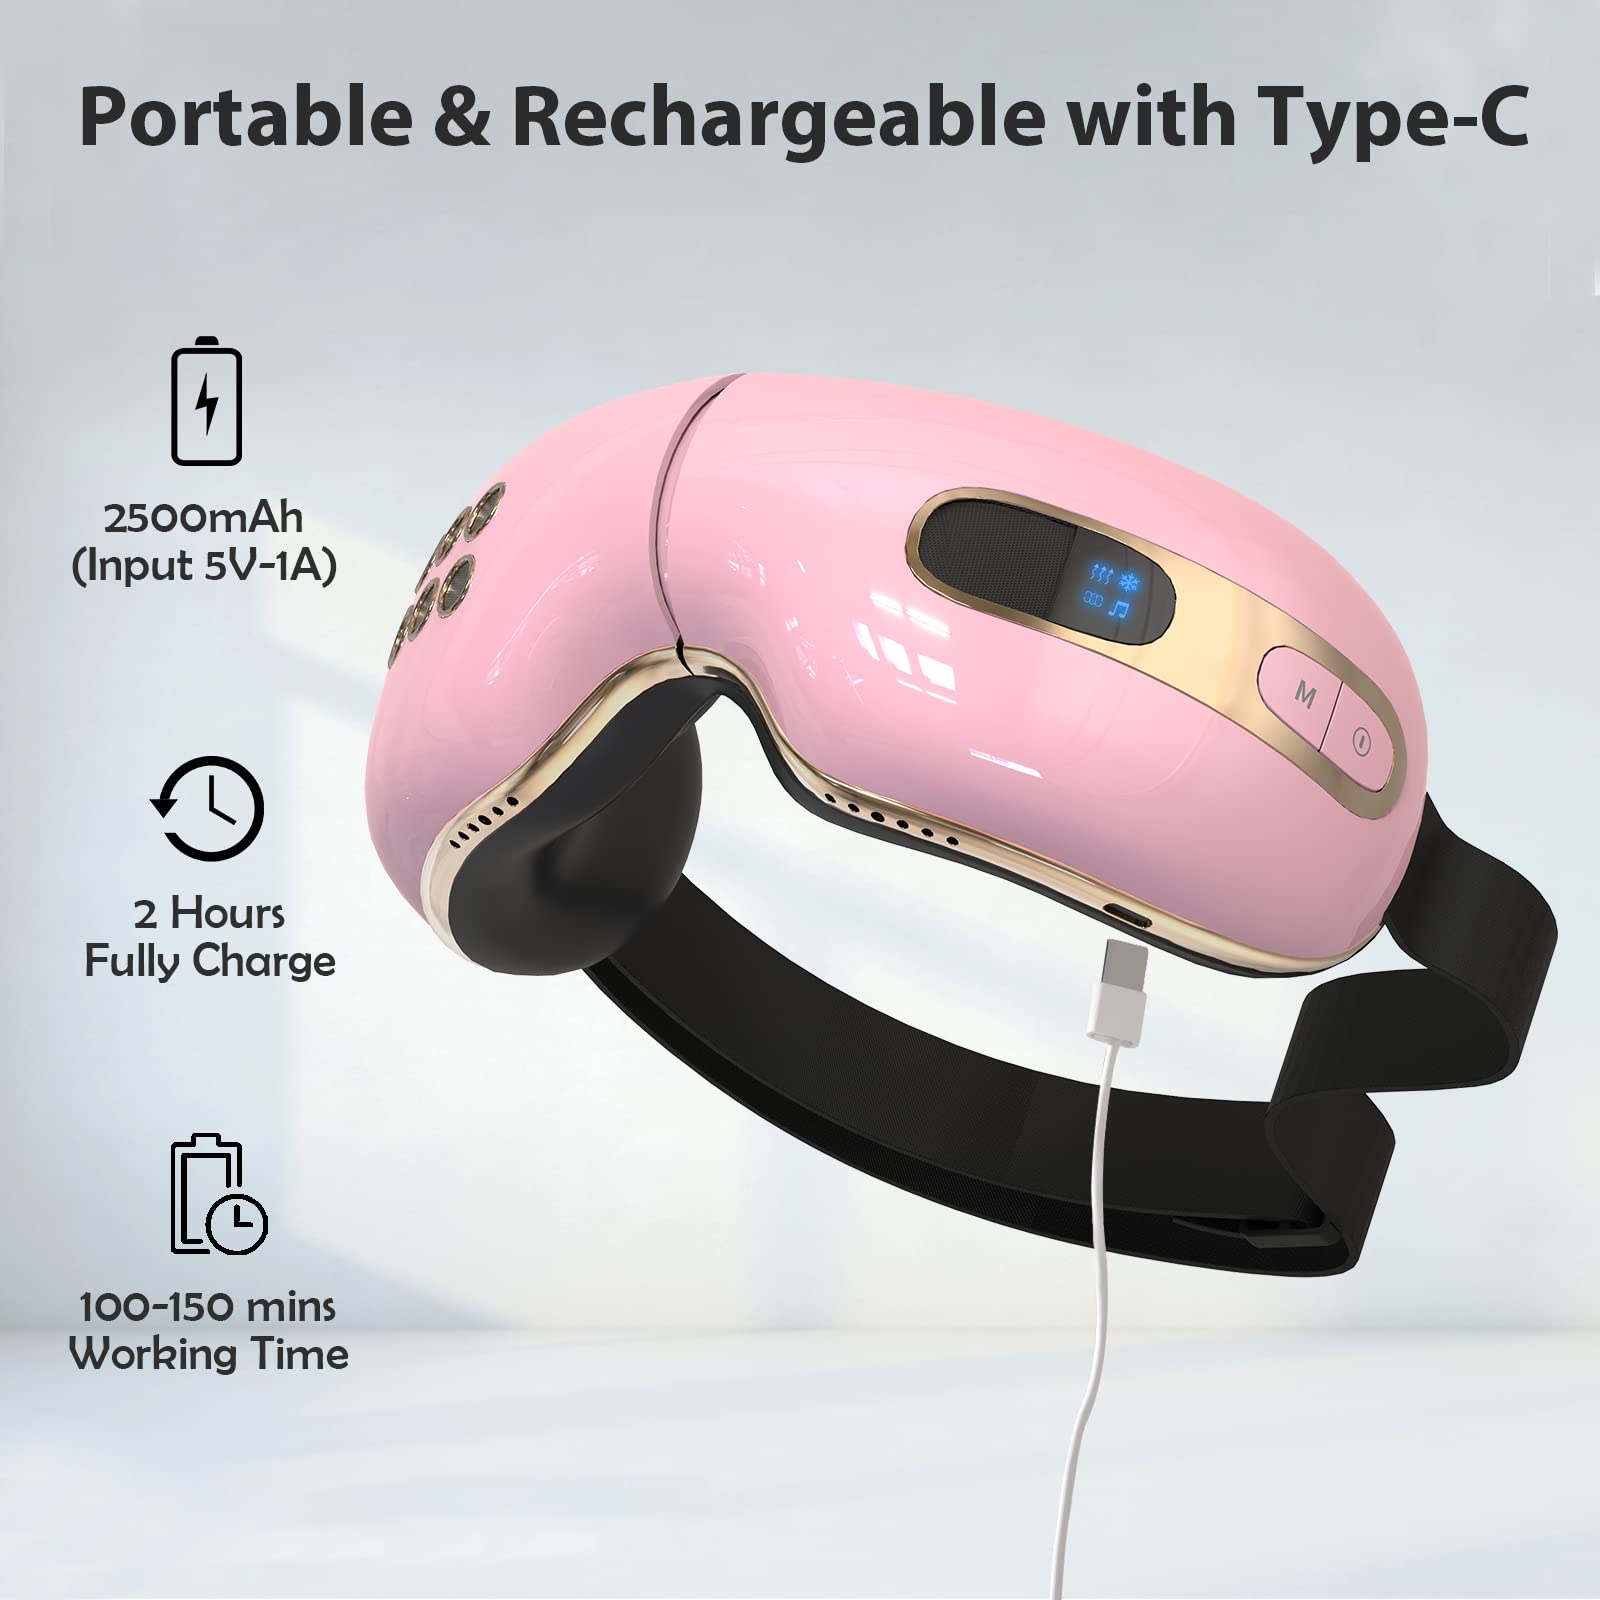 Portable & Rechargeable with Type-C
2500mAh
(Input 5V-1A)
2 Hours
Fully Charge
100-150 mins
Working Time
M